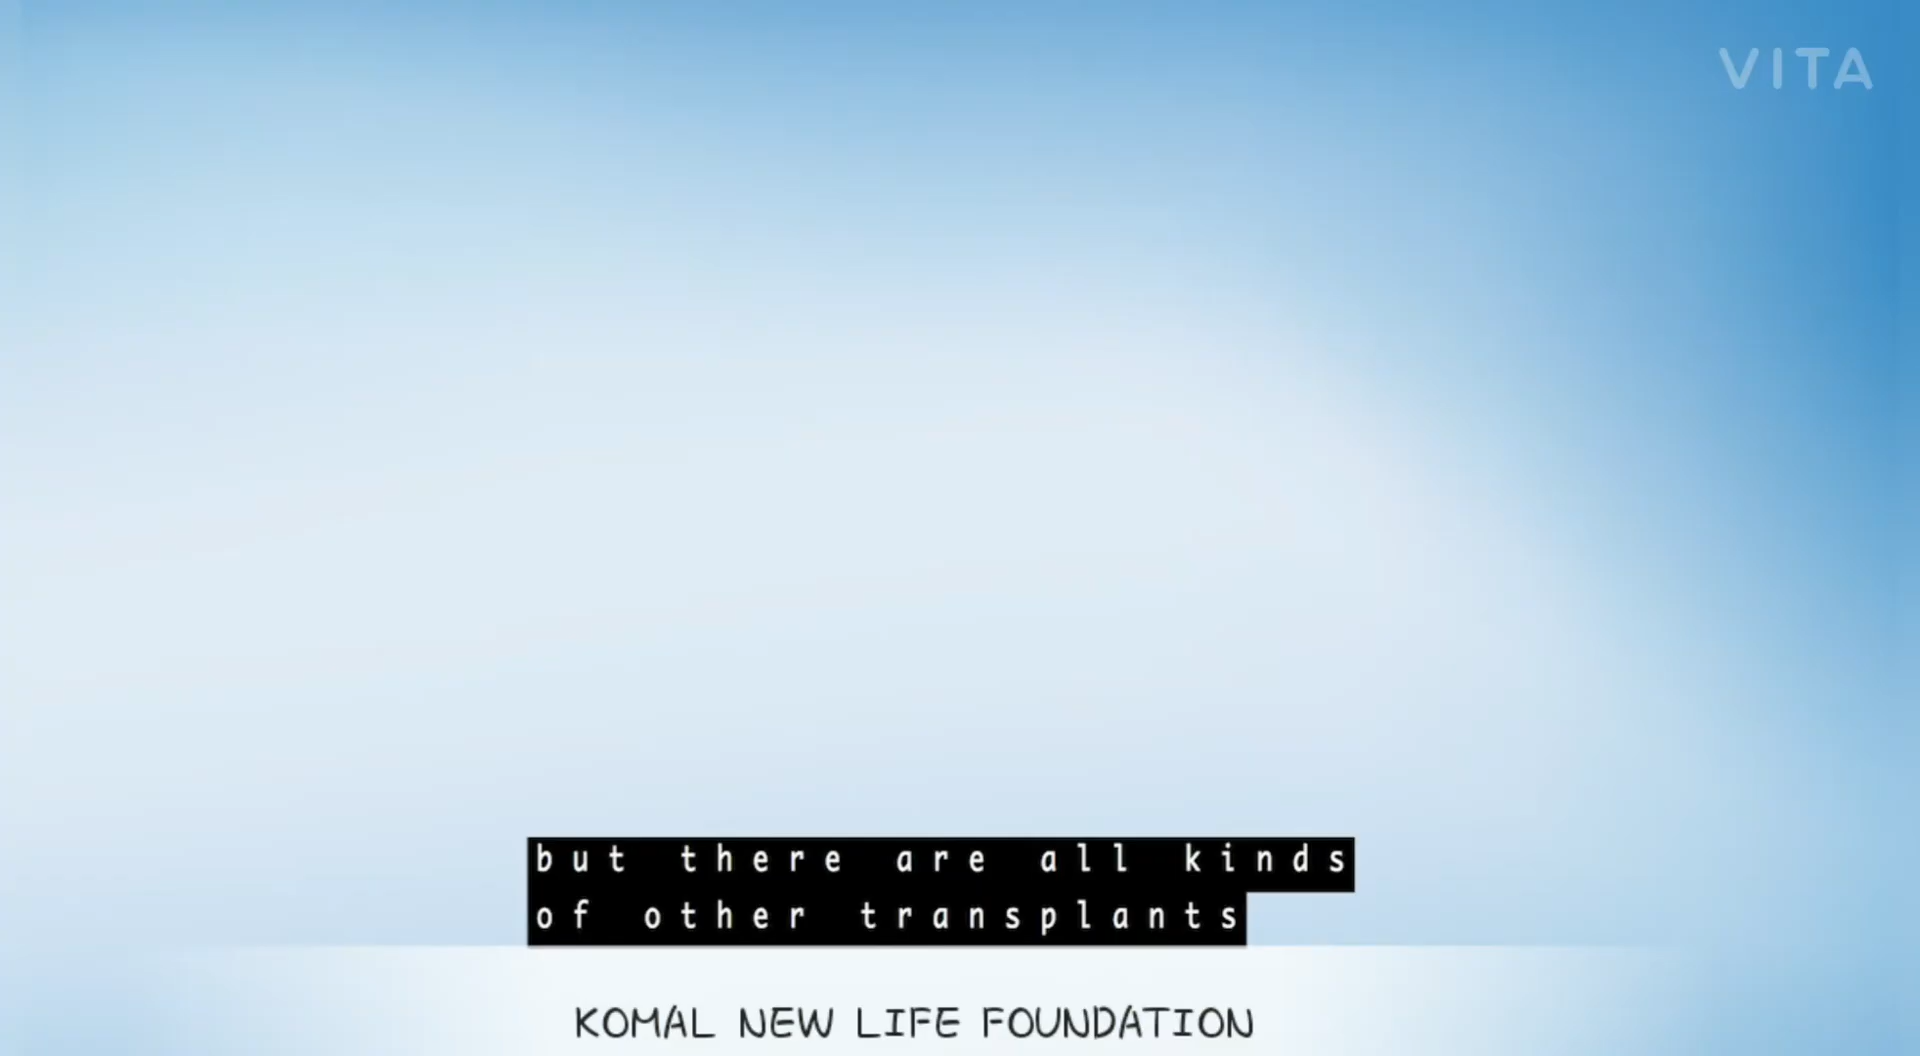 VITA
but there are all kinds
of other transplants
KOMAL NEW LIFE FOUNDATION